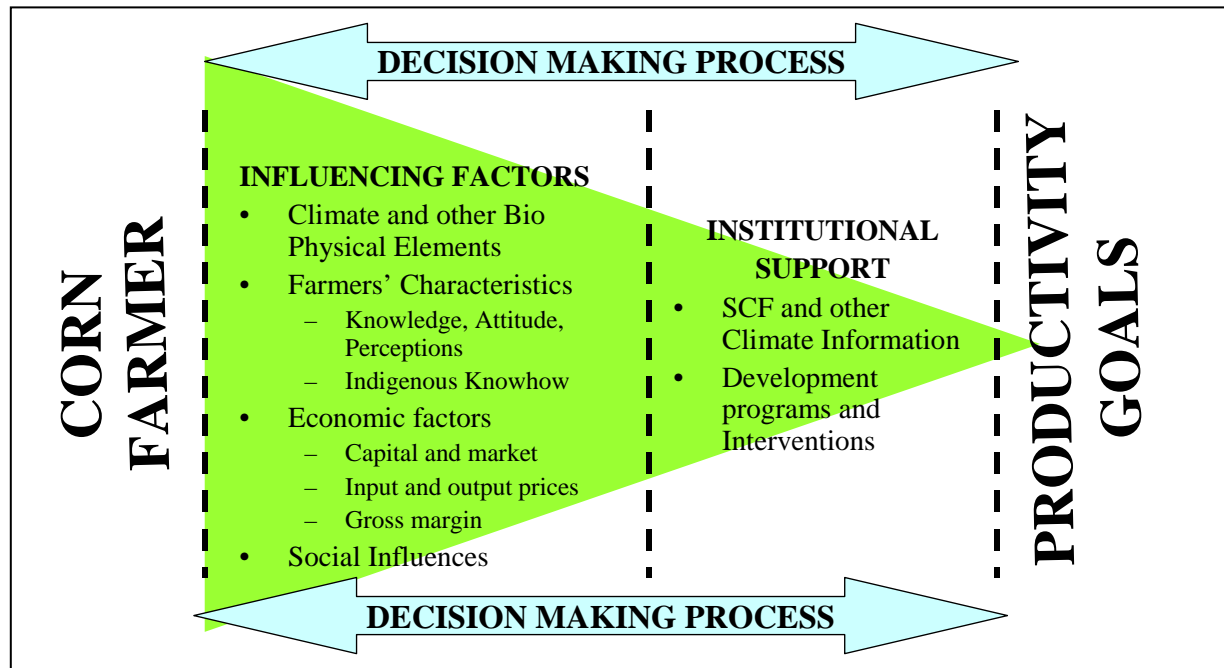 DECISION MAKING PROCESS
CORN
FARMER
INFLUENCING FACTORS
• Climate and other Bio
Physical Elements
• Farmers’ Characteristics
– Knowledge, Attitude,
Perceptions
– Indigenous Knowhow
• Economic factors
– Capital and market
– Input and output prices
– Gross margin
• Social Influences
INSTITUTIONAL
SUPPORT
• SCF and other
Climate Information
• Development
programs and
Interventions
PRODUCTIVITY
GOALS
DECISION MAKING PROCESS